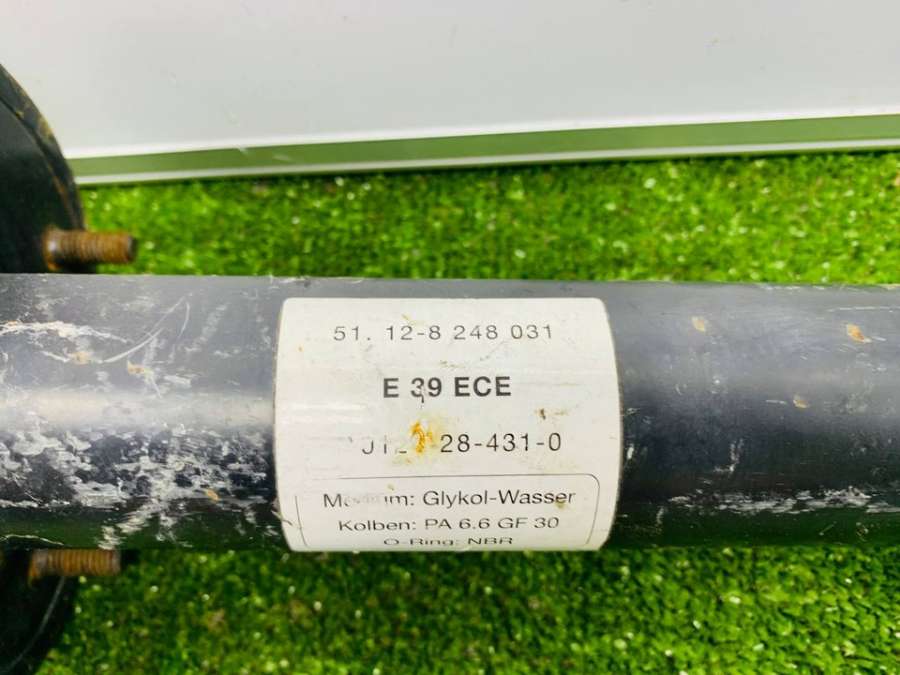 51. 12-8 248 031
E 39 ECE
28-431-0
Glykol-Wasser
Kolben: PA 6.6 GF 30
O-Ring: NBR